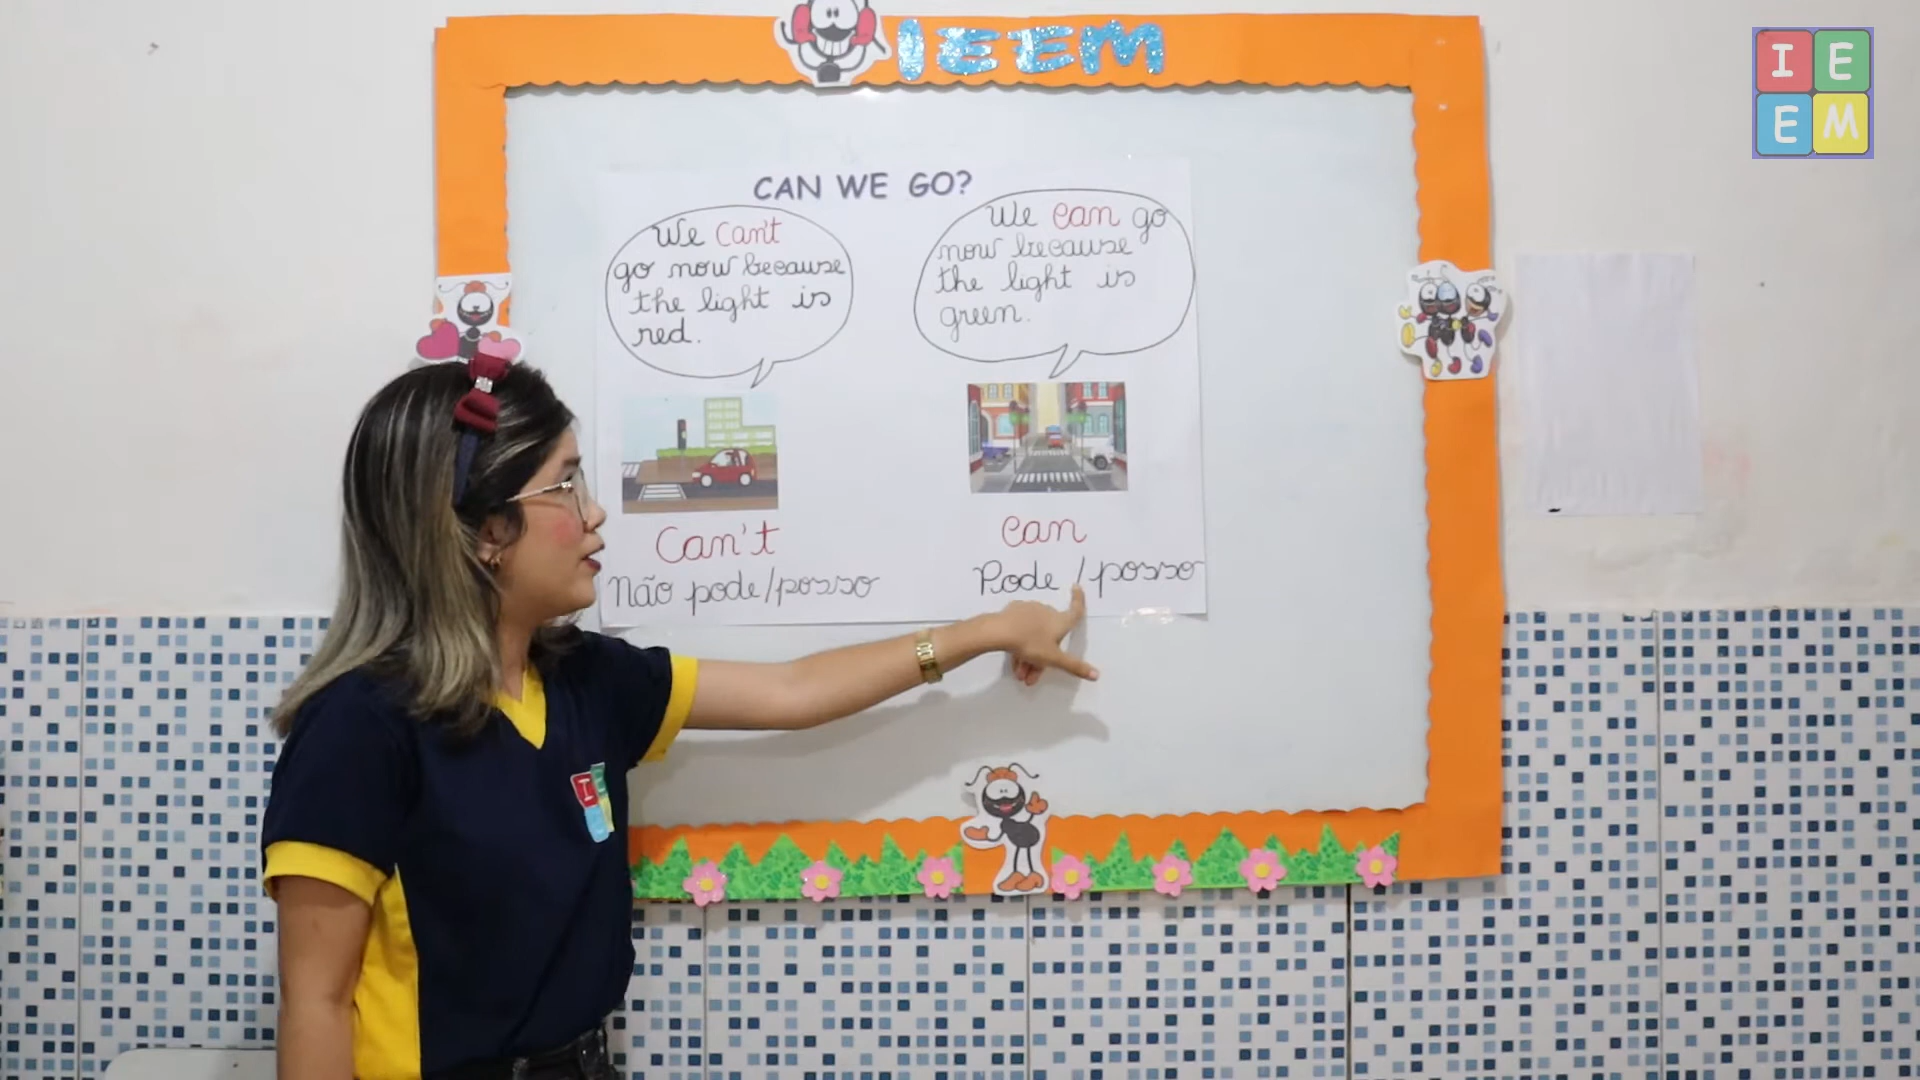 IEEM
CAN WE GO?
We can't
go now because
the light is
red.
We can go
now because
the light is
green.
Can't
Não pode/posso
can
Pode /posso
I E
E M
I E